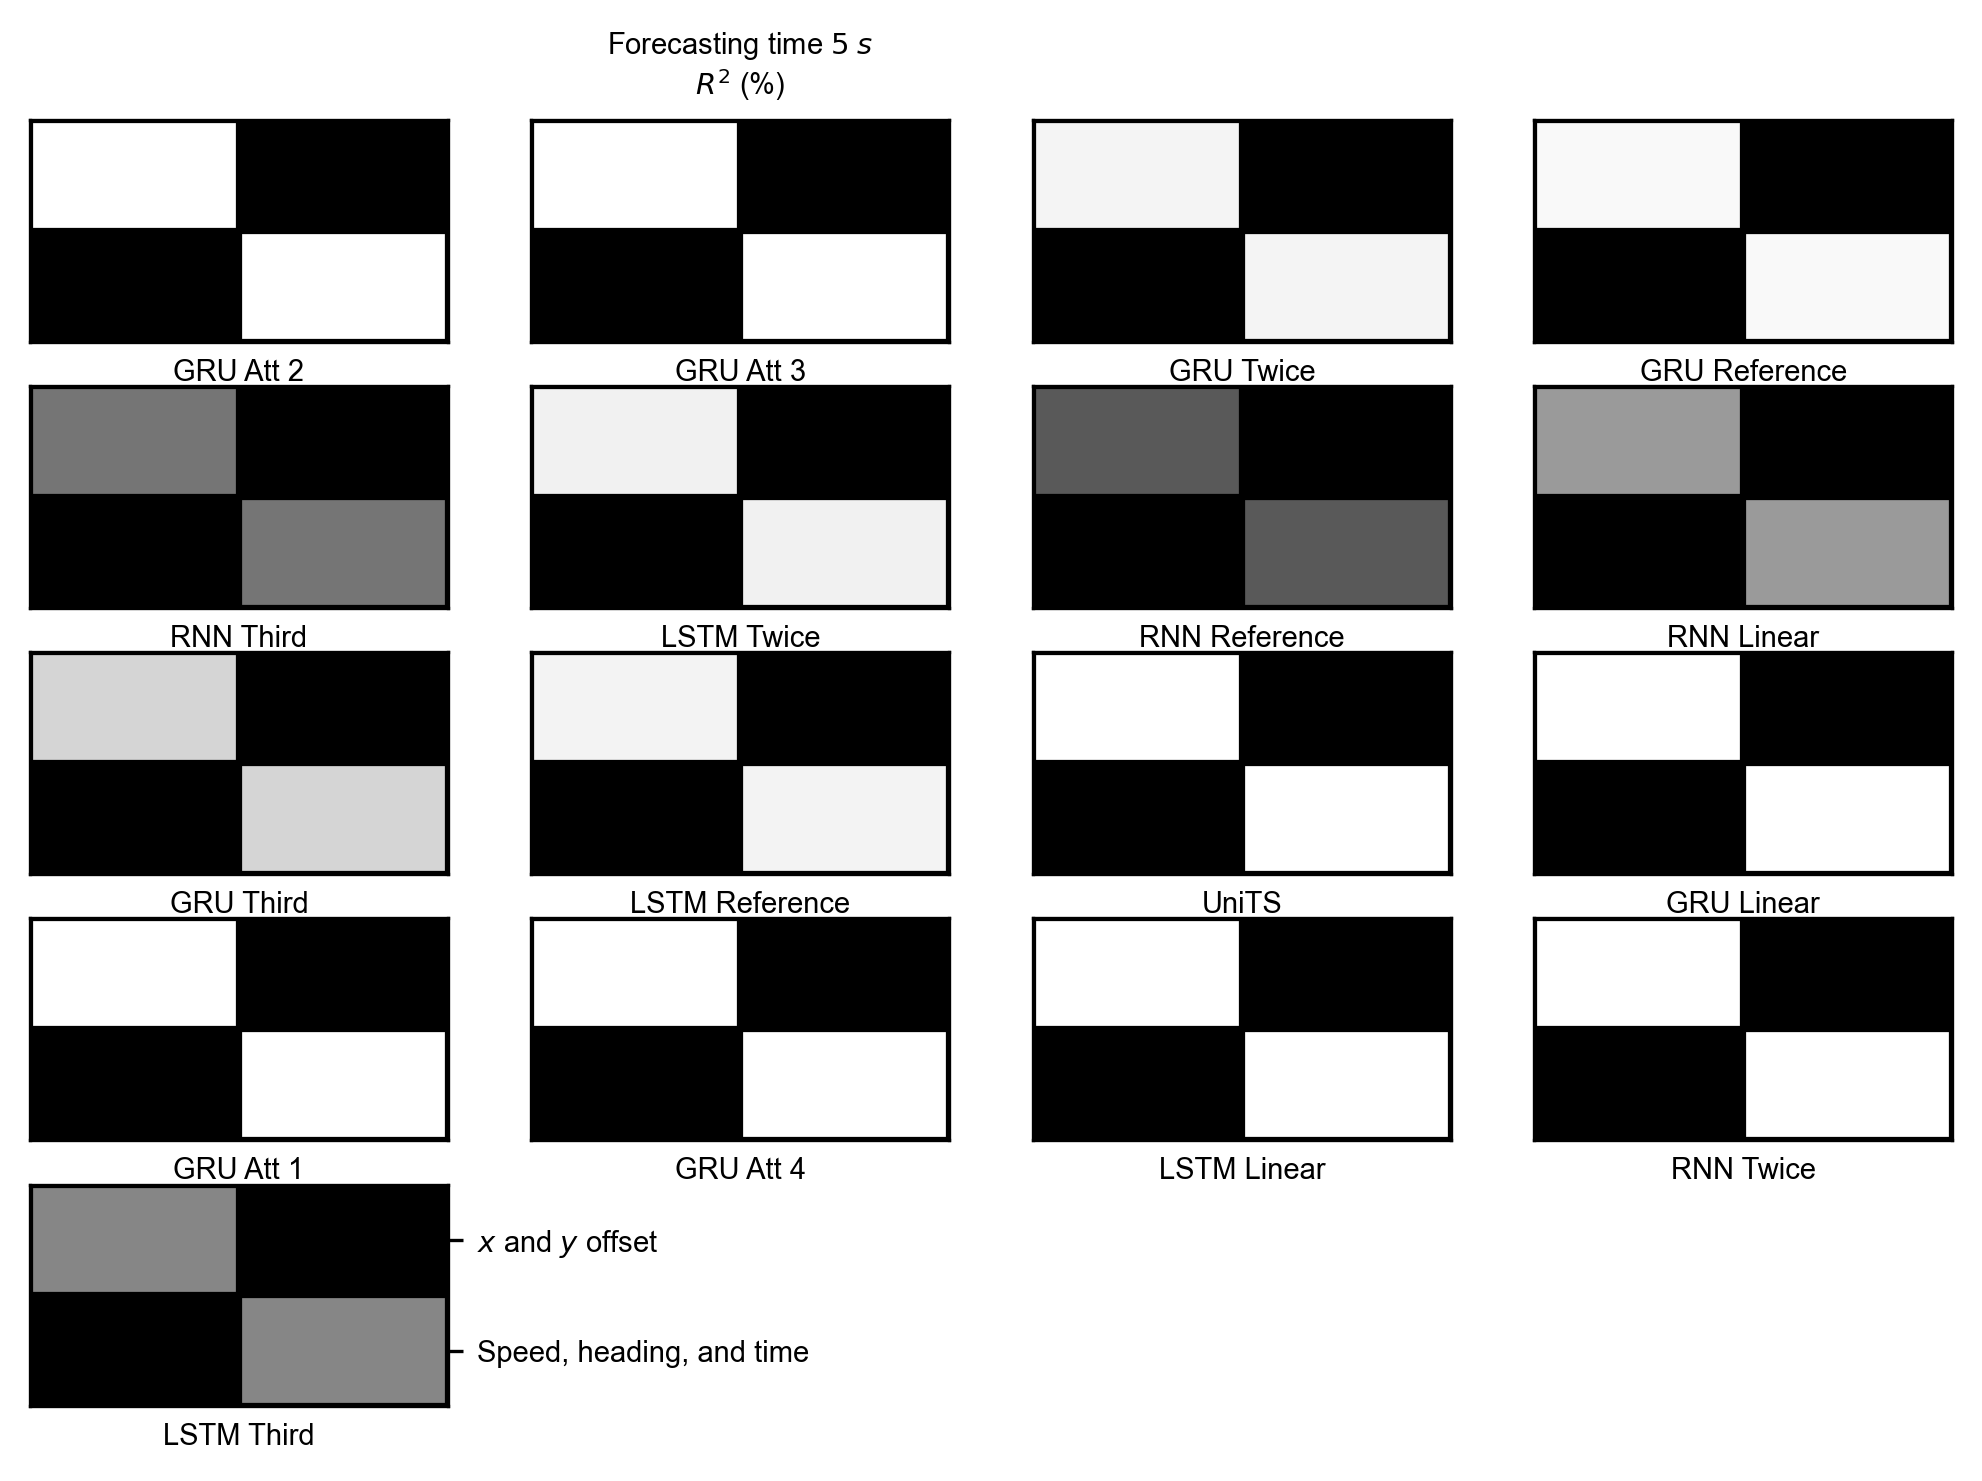 Forecasting time 5 s
R² (%)
GRU Att 2
GRU Att 3
GRU Twice
GRU Reference
RNN Third
LSTM Twice
RNN Reference
RNN Linear
GRU Third
LSTM Reference
UniTS
GRU Linear
GRU Att 1
GRU Att 4
LSTM Linear
RNN Twice
x and y offset
Speed, heading, and time
LSTM Third